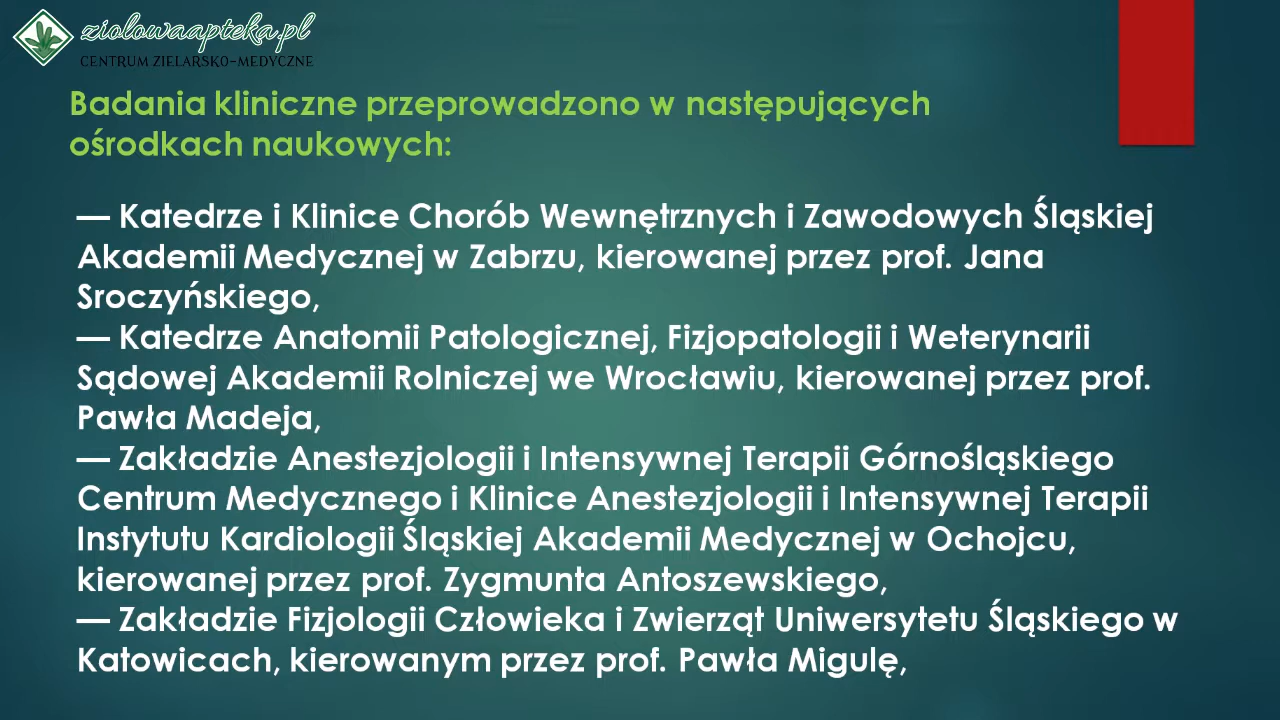 ziolowaapteka.pl
CENTRUM ZIELARSKO-MEDYCZNE
Badania kliniczne przeprowadzono w następujących
ośrodkach naukowych:
— Katedrze i Klinice Chorób Wewnętrznych i Zawodowych Śląskiej
Akademii Medycznej w Zabrzu, kierowanej przez prof. Jana
Sroczyńskiego,
— Katedrze Anatomii Patologicznej, Fizjopatologii i Weterynarii
Sądowej Akademii Rolniczej we Wrocławiu, kierowanej przez prof.
Pawła Madeja,
— Zakładzie Anestezjologii i Intensywnej Terapii Górnośląskiego
Centrum Medycznego i Klinice Anestezjologii i Intensywnej Terapii
Instytutu Kardiologii Śląskiej Akademii Medycznej w Ochojcu,
kierowanej przez prof. Zygmunta Antoszewskiego,
— Zakładzie Fizjologii Człowieka i Zwierząt Uniwersytetu Śląskiego w
Katowicach, kierowanym przez prof. Pawła Migulę,